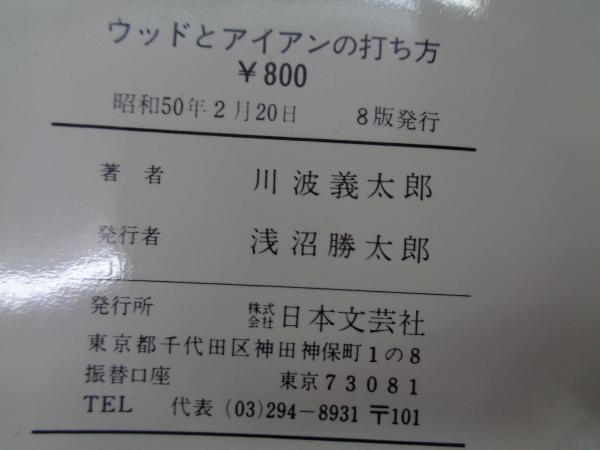 ウッドとアイアンの打ち方
¥800
昭和50年2月20日 8版発行
著者 川波義太郎
発行者 浅沼勝太郎
発行所 株式会社 日本文芸社
東京都千代田区神田神保町1の8
振替口座 東京73081
TEL 代表 (03)294-8931 〒101